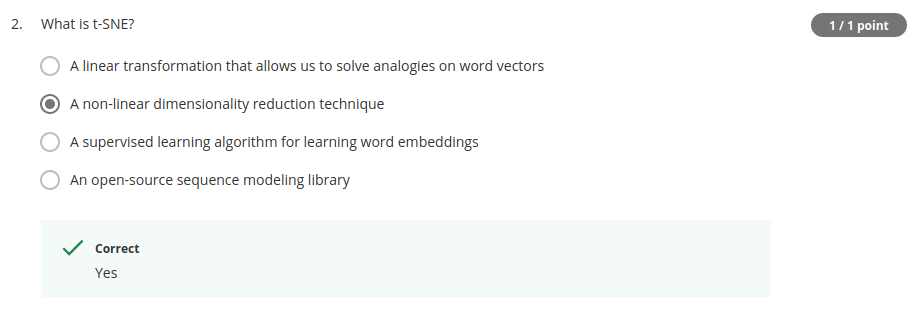 2. What is t-SNE?
1 / 1 point
A linear transformation that allows us to solve analogies on word vectors
A non-linear dimensionality reduction technique
A supervised learning algorithm for learning word embeddings
An open-source sequence modeling library
Correct
Yes